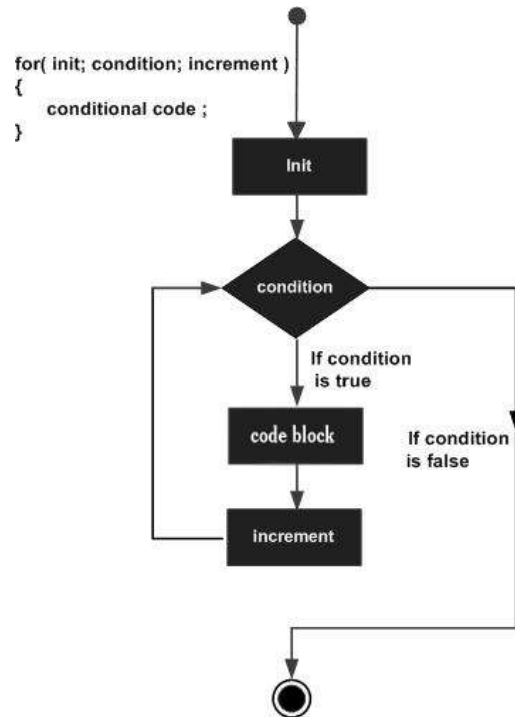 for( init; condition; increment )
{
conditional code ;
}
Init
condition
If condition
is true
code block
If condition
is false
increment